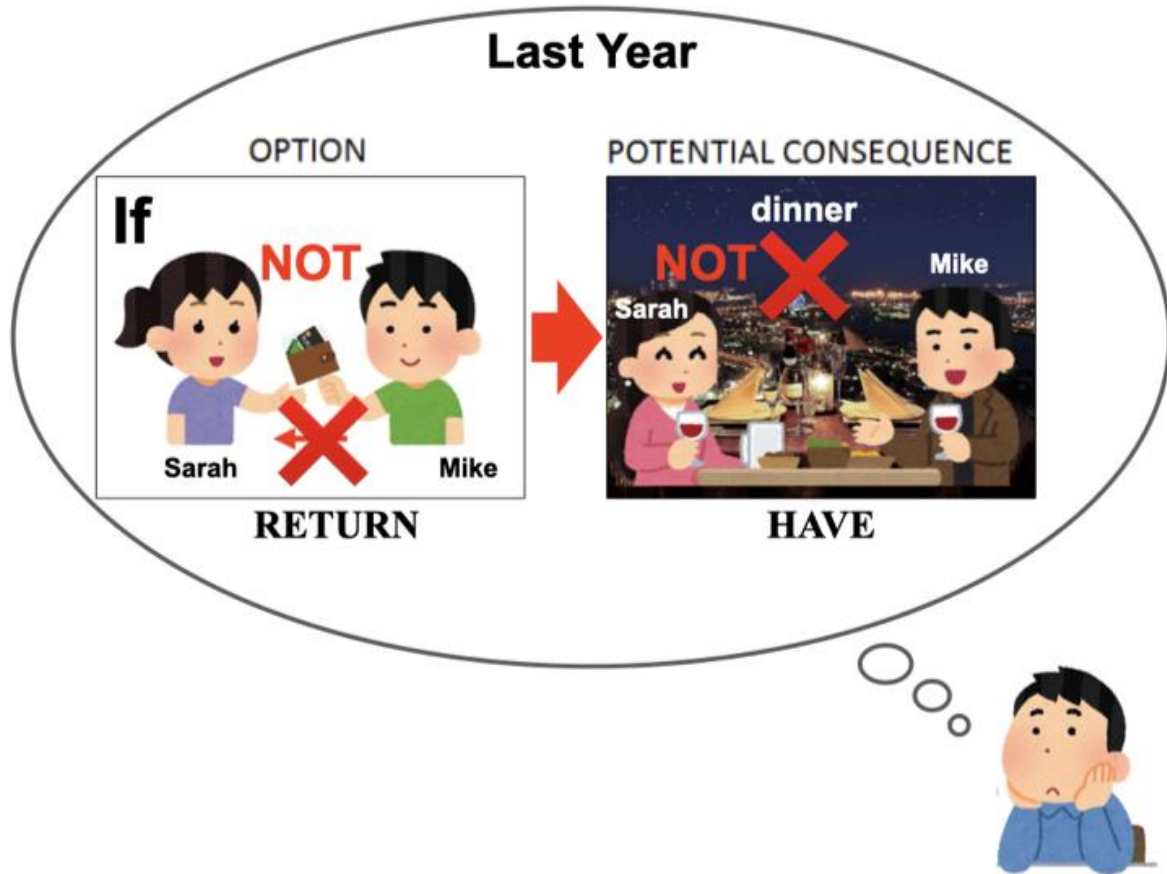 Last Year
OPTION
If
NOT
Sarah
Mike
RETURN
POTENTIAL CONSEQUENCE
dinner
NOT
Mike
Sarah
HAVE